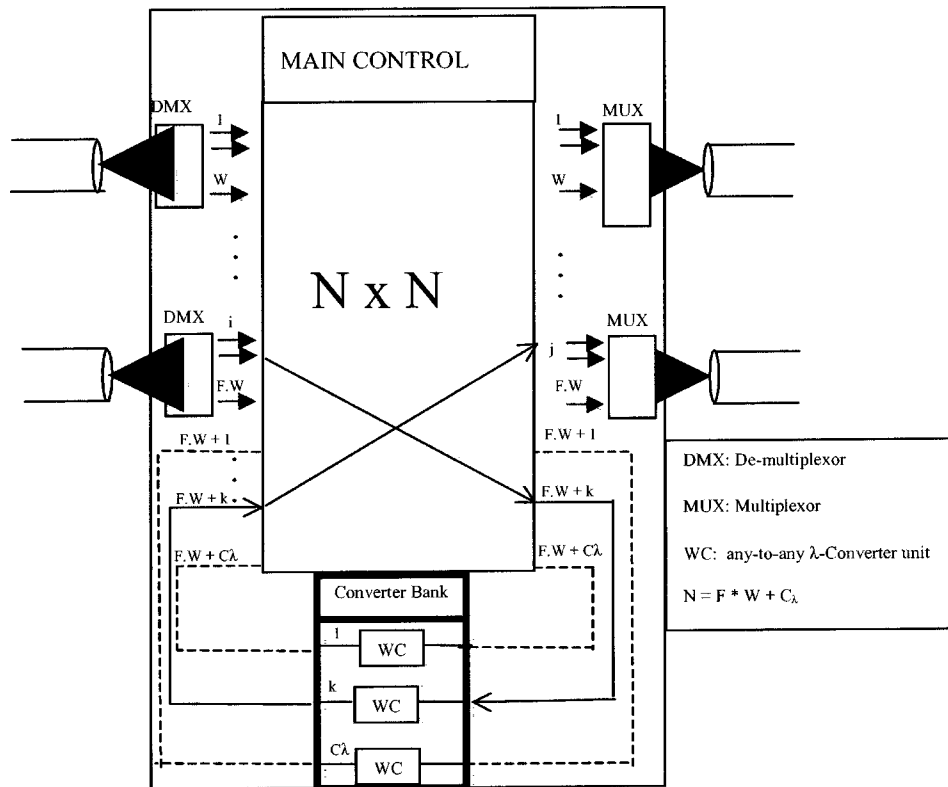 MAIN CONTROL
DMX
1
W
1
W
MUX
N x N
DMX
i
F.W
j
F.W
MUX
F.W + 1
F.W + k
F.W + Cλ
F.W + 1
F.W + k
F.W + Cλ
Converter Bank
1
WC
k
WC
Cλ
WC
DMX: De-multiplexor
MUX: Multiplexor
WC: any-to-any λ-Converter unit
N = F * W + Cλ